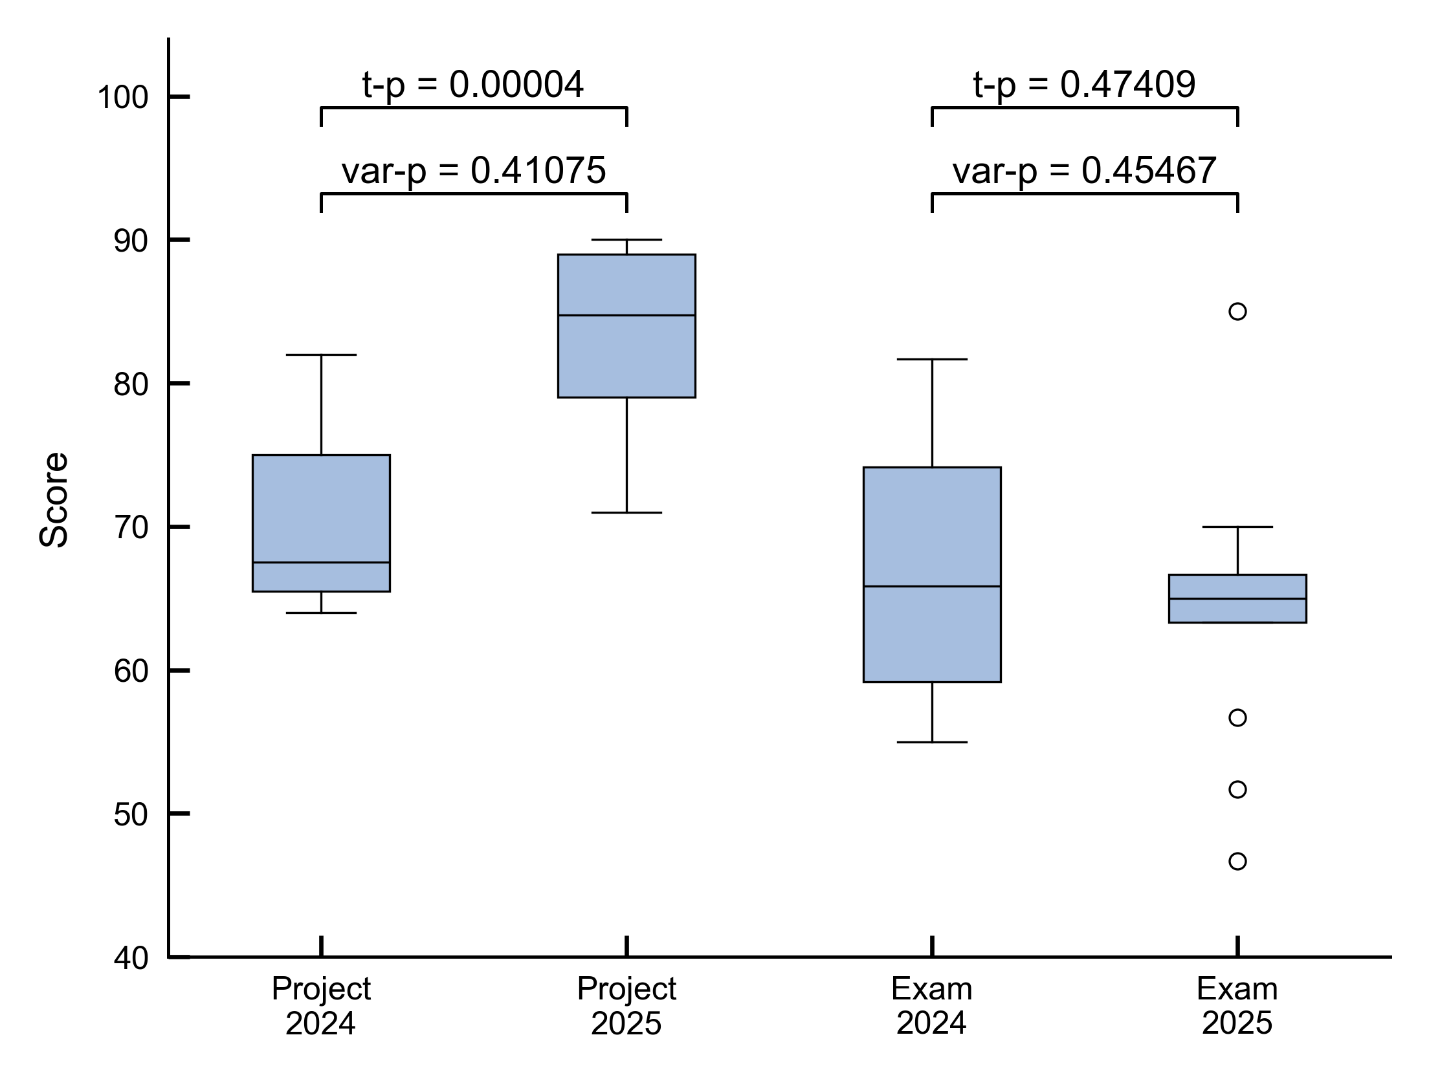 t-p = 0.00004
t-p = 0.47409
var-p = 0.41075
var-p = 0.45467
100
90
80
70
60
50
40
Score
Project
2024
Project
2025
Exam
2024
Exam
2025